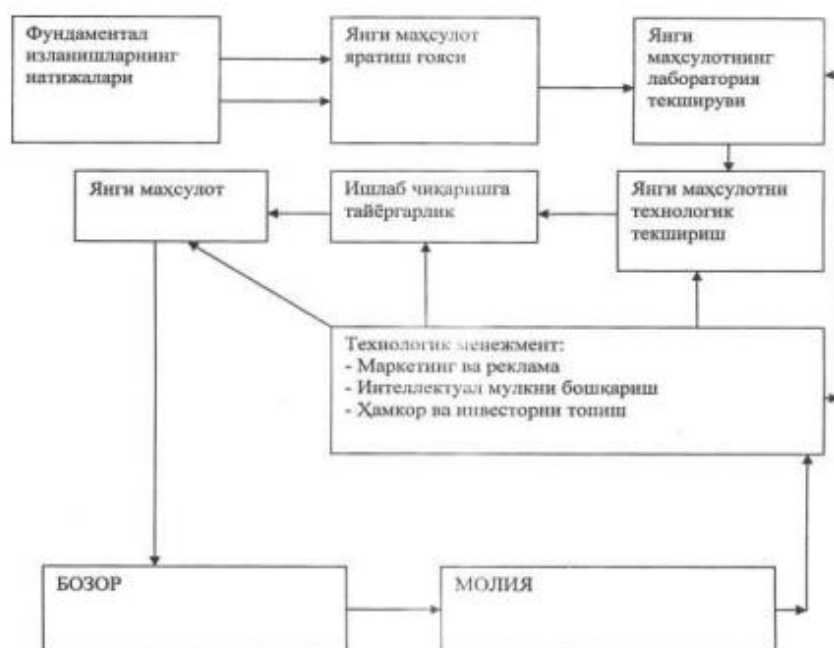 Фундаментал
изланишларнинг
натижалари
Янги маҳсулот
яратиш ғояси
Янги
маҳсулотнинг
лаборатория
текшируви
Янги маҳсулот
Ишлаб чиқаришга
тайёргарлик
Янги маҳсулотни
технологик
текшириш
Технологик менежмент:
- Маркетинг ва реклама
- Интеллектуал мулкни бошқариш
- Ҳамкор ва инвесторни топиш
БОЗОР
МОЛИЯ